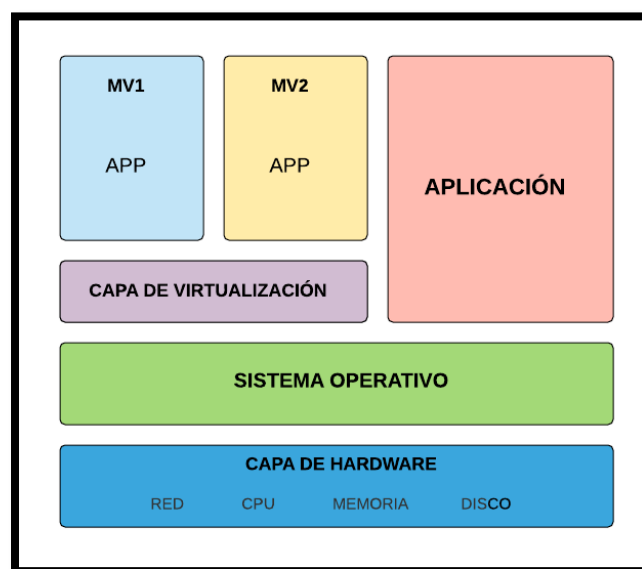 MV1
APP
MV2
APP
APLICACIÓN
CAPA DE VIRTUALIZACIÓN
SISTEMA OPERATIVO
CAPA DE HARDWARE
RED CPU MEMORIA DISCO